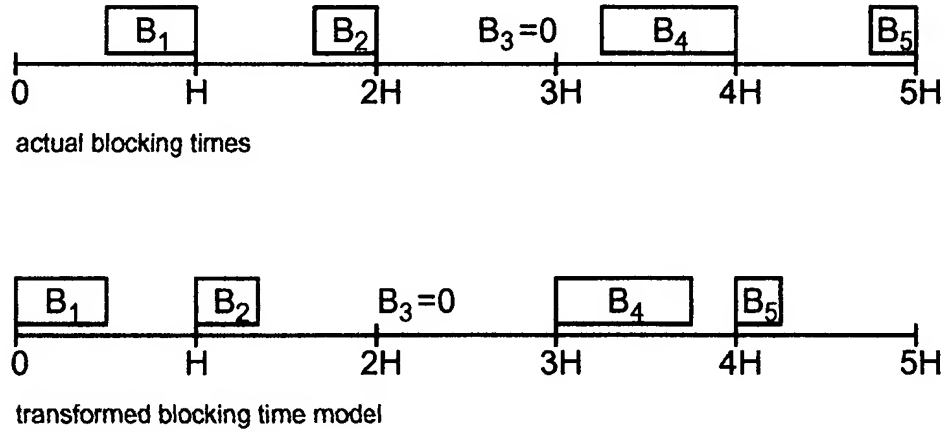 B₁ B₂ B₃=0 B₄ B₅
0 H 2H 3H 4H 5H
actual blocking times
B₁ B₂ B₃=0 B₄ B₅
0 H 2H 3H 4H 5H
transformed blocking time model